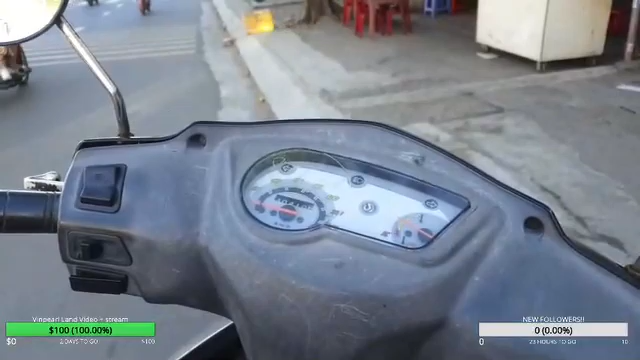 Vinpearl Land Video + stream
$100 (100.00%)
0
2 DAYS TO GO
$100
NEW FOLLOWERS!!
0 (0.00%)
0
23 HOURS TO GO
10